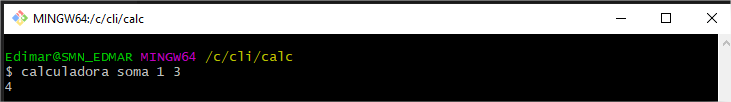 MINGW64:/c/cli/calc
Edimar@SMN_EDMAR MINGW64 /c/cli/calc
$ calculadora soma 1 3
4